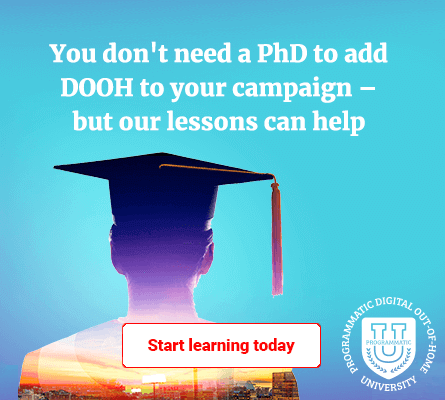 You don't need a PhD to add
DOOH to your campaign –
but our lessons can help
Start learning today
PROGRAMMATIC DIGITAL OUT-OF-HOME
U
PROGRAMMATIC
UNIVERSITY